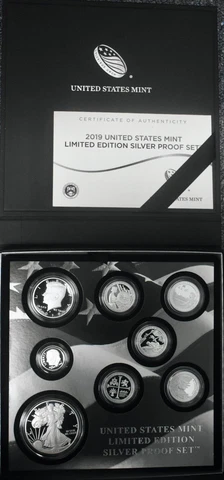 UNITED STATES MINT
CERTIFICATE OF AUTHENTICITY
2019 UNITED STATES MINT
LIMITED EDITION SILVER PROOF SET
UNITED STATES MINT
LIMITED EDITION
SILVER PROOF SET™